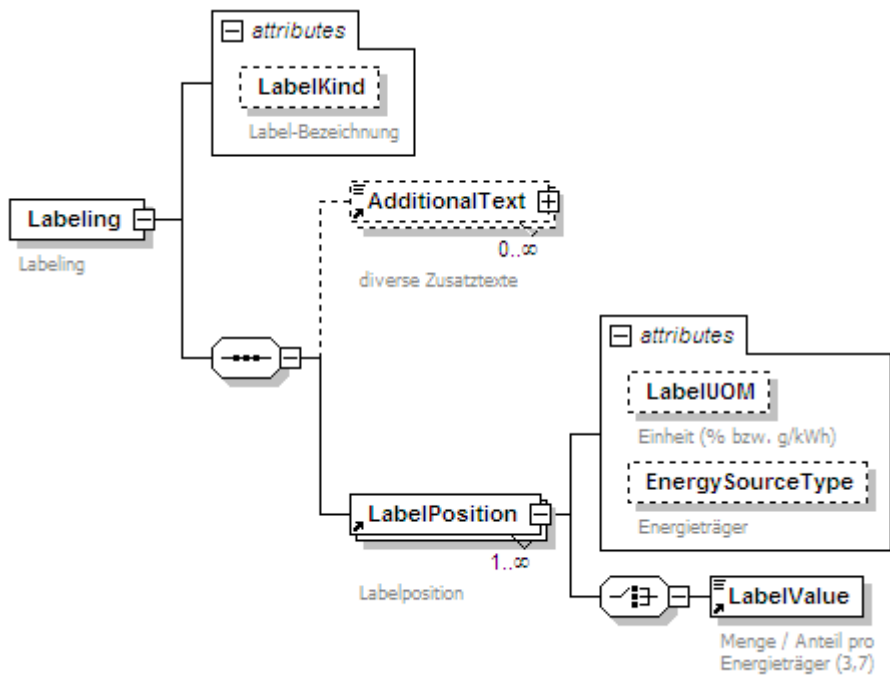 attributes
LabelKind
Label-Bezeichnung
Labeling
Labeling
AdditionalText
0..∞
diverse Zusatztexte
attributes
LabelUOM
Einheit (% bzw. g/kWh)
EnergySourceType
Energieträger
LabelPosition
1..∞
Labelposition
LabelValue
Menge / Anteil pro
Energieträger (3,7)